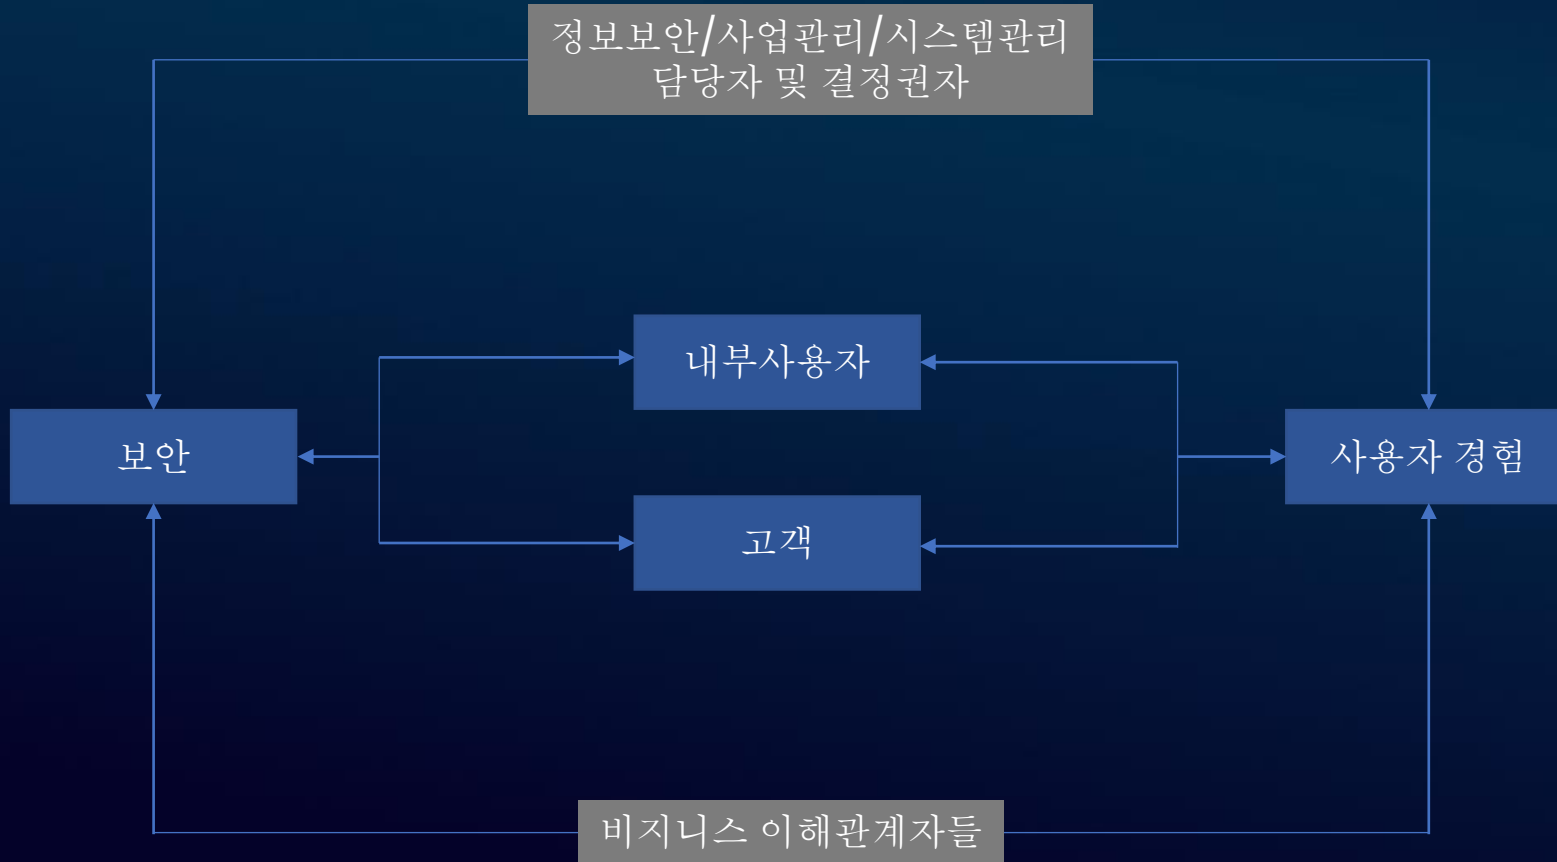 정보보안/사업관리/시스템관리
담당자 및 결정권자
내부사용자
보안
사용자 경험
고객
비지니스 이해관계자들